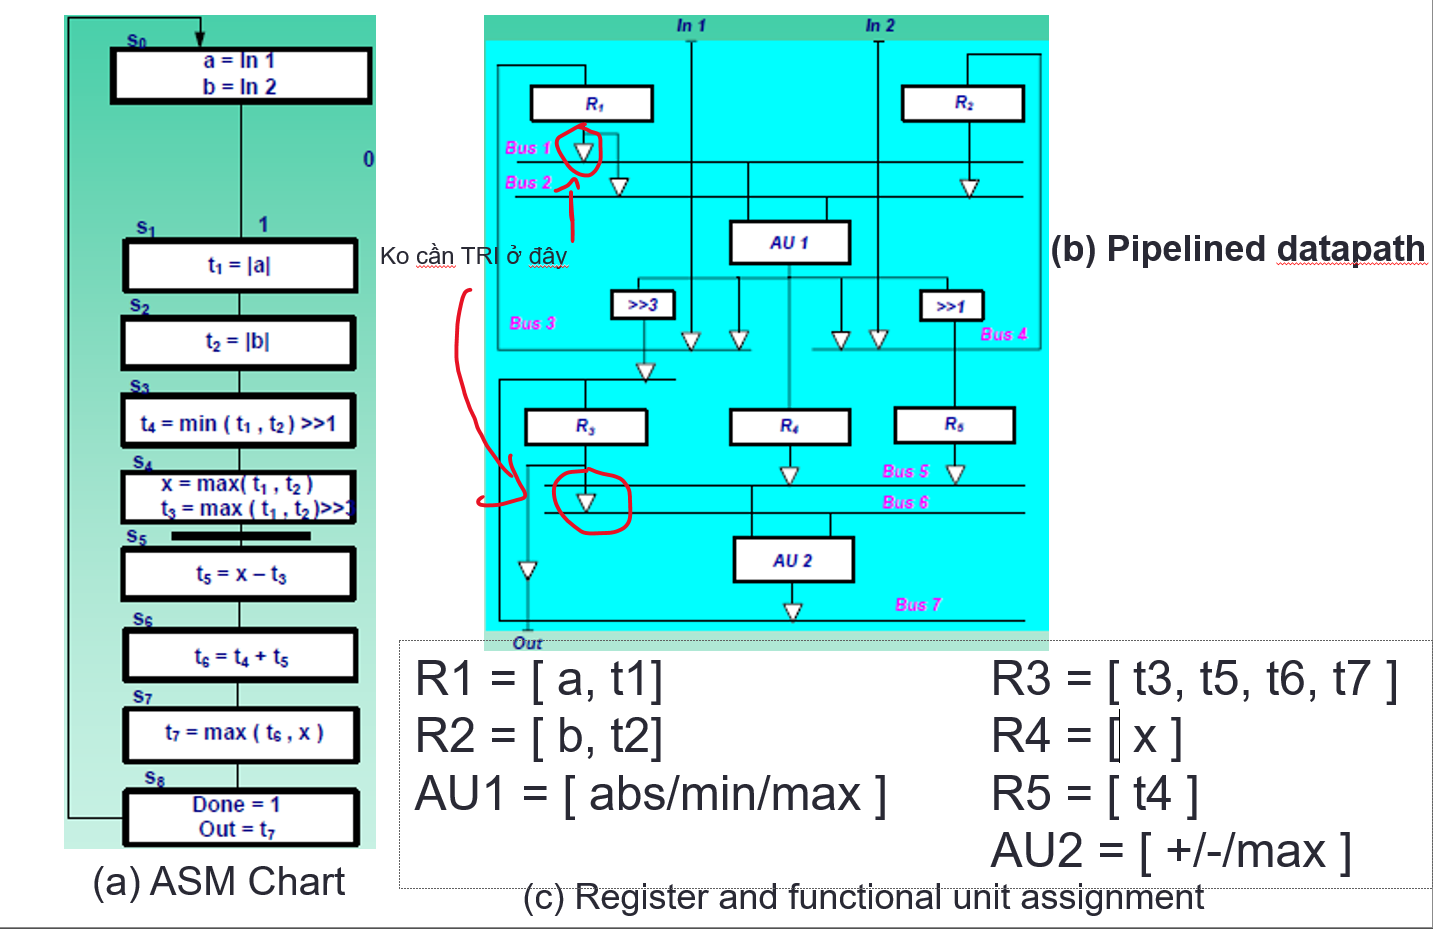 S₀
a = In 1
b = In 2
0
S₁
1
t₁ = |a|
S₂
t₂ = |b|
S₃
t₄ = min ( t₁ , t₂ ) >>1
S₄
x = max( t₁ , t₂ )
t₃ = max ( t₁ , t₂ )>>3
S₅
t₅ = x – t₃
S₆
t₆ = t₄ + t₅
S₇
t₇ = max ( t₆ , x )
S₈
Done = 1
Out = t₇
(a) ASM Chart
In 1
In 2
R₁
R₂
Bus 1
Bus 2
AU 1
Ko cần TRI ở đây
>>3
>>1
Bus 3
Bus 4
R₃
R₄
R₅
Bus 5
Bus 6
AU 2
Bus 7
Out
(b) Pipelined datapath
R1 = [ a, t1]
R2 = [ b, t2]
AU1 = [ abs/min/max ]
R3 = [ t3, t5, t6, t7 ]
R4 = [ x ]
R5 = [ t4 ]
AU2 = [ +/-/max ]
(c) Register and functional unit assignment